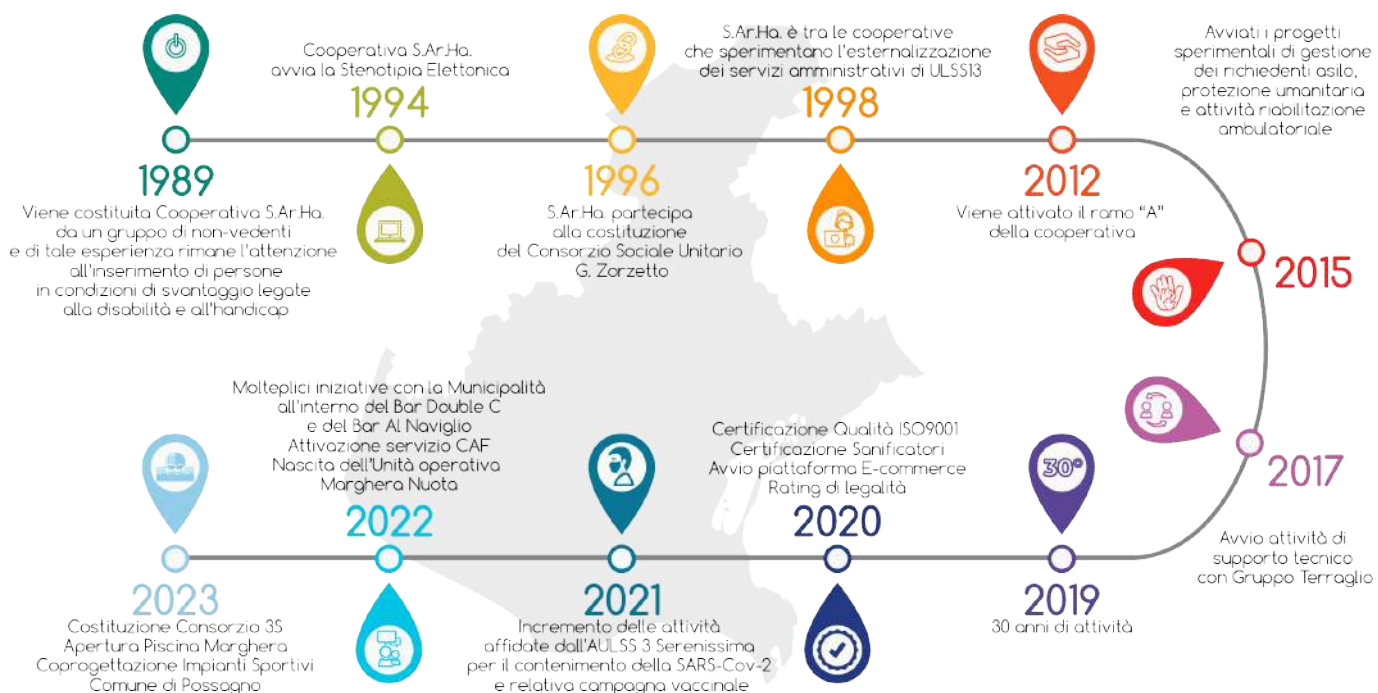 1989
Viene costituita Cooperativa S.Ar.Ha.
da un gruppo di non-vedenti
e di tale esperienza rimane l'attenzione
all'inserimento di persone
in condizioni di svantaggio legate
alla disabilità e all'handicap
Cooperativa S.Ar.Ha.
avvia la Stenotipia Elettonica
1994
1996
S.Ar.Ha. partecipa
alla costituzione
del Consorzio Sociale Unitario
G. Zorzetto
S.Ar.Ha. è tra le cooperative
che sperimentano l'esternalizzazione
dei servizi amministrativi di ULSS13
1998
2012
Viene attivato il ramo "A"
della cooperativa
Avviati i progetti
sperimentali di gestione
dei richiedenti asilo,
protezione umanitaria
e attività riabilitazione
ambulatoriale
2015
2017
Avvio attività di
supporto tecnico
con Gruppo Terraglio
30°
2019
30 anni di attività
Certificazione Qualità ISO9001
Certificazione Sanificatori
Avvio piattaforma E-commerce
Rating di legalità
2020
2021
Incremento delle attività
affidate dall'AULSS 3 Serenissima
per il contenimento della SARS-Cov-2
e relativa campagna vaccinale
Molteplici iniziative con la Municipalità
all'interno del Bar Double C
e del Bar Al Naviglio
Attivazione servizio CAF
Nascita dell'Unità operativa
Marghera Nuota
2022
2023
Costituzione Consorzio 3S
Apertura Piscina Marghera
Coprogettazione Impianti Sportivi
Comune di Possagno